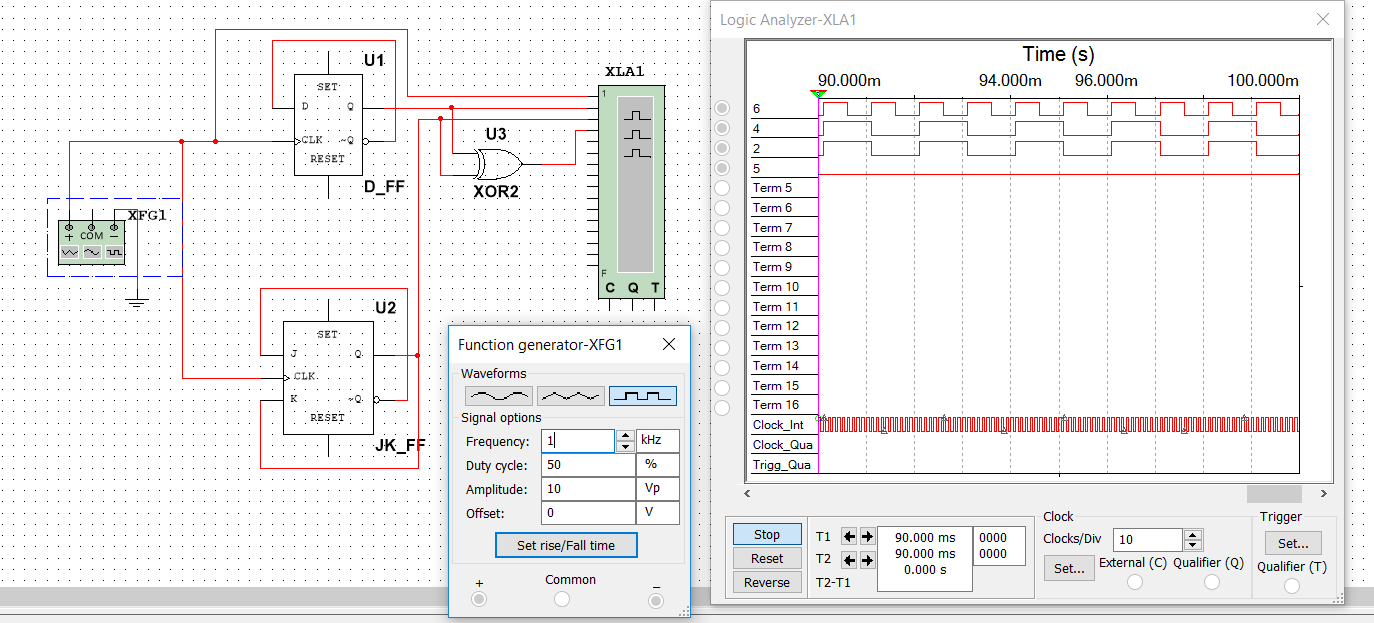 U1
SET
D
Q
CLK
~Q
RESET
D_FF
XFG1
+
COM
−
U2
SET
J
Q
CLK
K
~Q
RESET
JK_FF
U3
XOR2
XLA1
1
F
C Q T
Function generator-XFG1
Waveforms
Signal options
Frequency: 1 kHz
Duty cycle: 50 %
Amplitude: 10 Vp
Offset: 0 V
Set rise/Fall time
+
Common
−
Logic Analyzer-XLA1
Time (s)
90.000m 94.000m 96.000m 100.000m
6
4
2
5
Term 5
Term 6
Term 7
Term 8
Term 9
Term 10
Term 11
Term 12
Term 13
Term 14
Term 15
Term 16
Clock_Int
Clock_Qua
Trigg_Qua
Stop
Reset
Reverse
T1
T2
T2-T1
90.000 ms
90.000 ms
0.000 s
0000
0000
Clock
Clocks/Div 10
Set...
External (C)
Qualifier (Q)
Trigger
Set...
Qualifier (T)